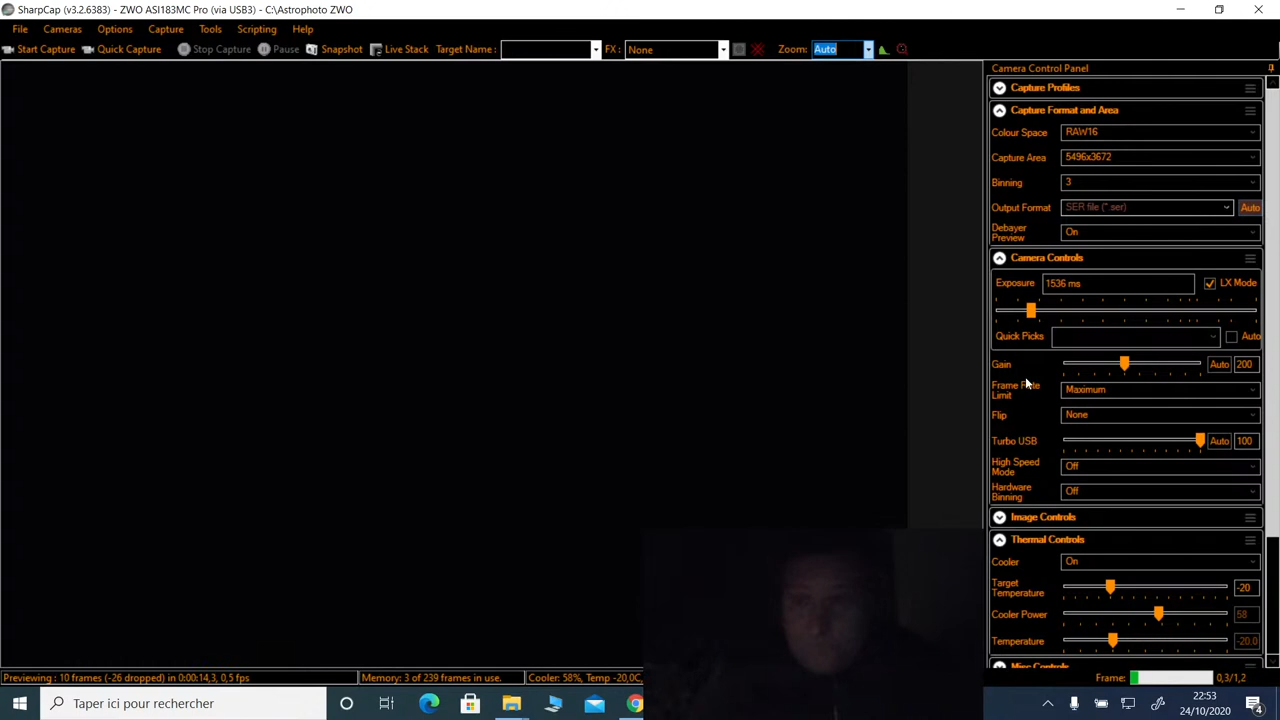 SharpCap (v3.2.6383) - ZWO ASI183MC Pro (via USB3) - C:\Astrophoto ZWO
File Cameras Options Capture Tools Scripting Help
Start Capture Quick Capture Stop Capture Pause Snapshot Live Stack Target Name : FX : None Zoom: Auto
Camera Control Panel
Capture Profiles
Capture Format and Area
Colour Space RAW16
Capture Area 5496x3672
Binning 3
Output Format SER file (*.ser) Auto
Debayer
Preview On
Camera Controls
Exposure 1536 ms LX Mode
Quick Picks Auto
Gain Auto 200
Frame Rate
Limit Maximum
Flip None
Turbo USB Auto 100
High Speed
Mode Off
Hardware
Binning Off
Image Controls
Thermal Controls
Cooler On
Target
Temperature -20
Cooler Power 58
Temperature -20,0
Misc Controls
Previewing : 10 frames (-26 dropped) in 0:00:14,3, 0,5 fps Memory: 3 of 239 frames in use. Cooler: 58%, Temp -20,0C, Frame: 0,3/1,2
Taper ici pour rechercher
22:53
24/10/2020
4